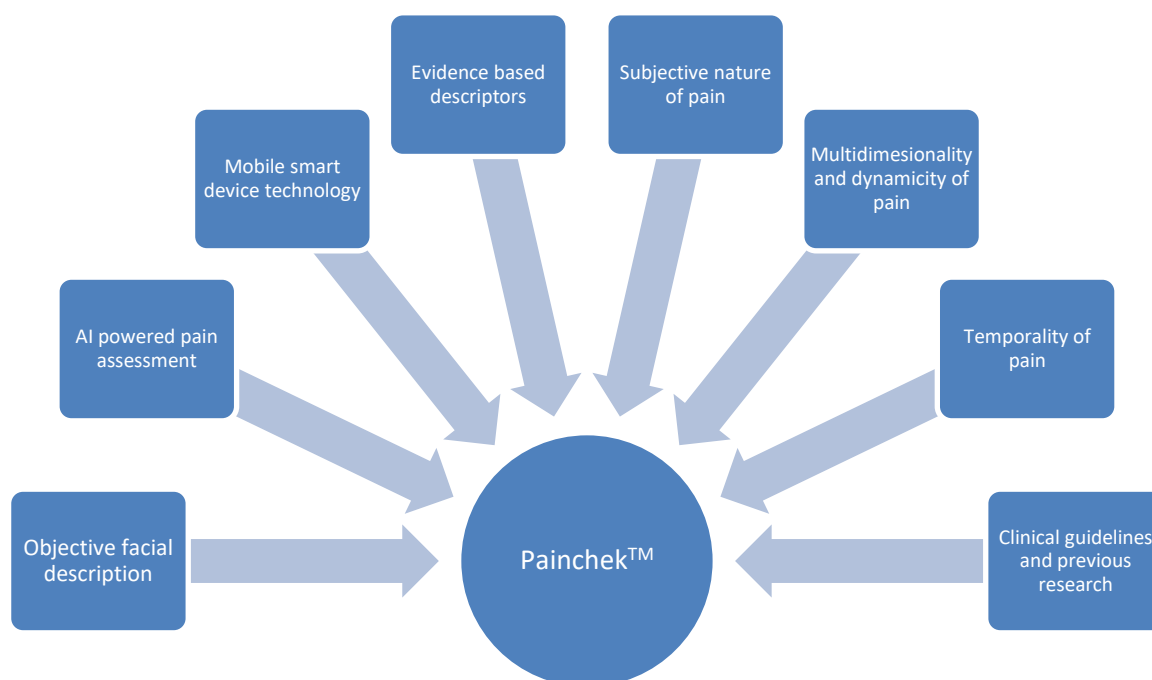 Evidence based
descriptors
Subjective nature
of pain
Mobile smart
device technology
Multidimesionality
and dynamicity of
pain
AI powered pain
assessment
Temporality of
pain
Objective facial
description
Painchek™
Clinical guidelines
and previous
research